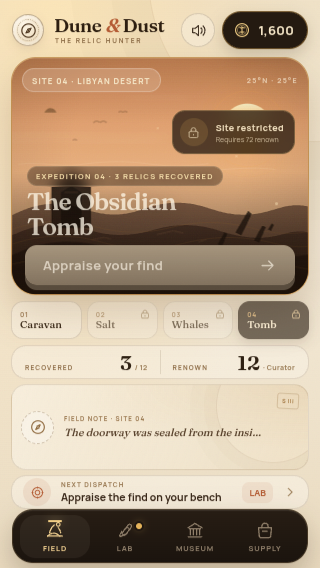 Dune & Dust
THE RELIC HUNTER
1,600
SITE 04 · LIBYAN DESERT
25°N · 25°E
Site restricted
Requires 72 renown
EXPEDITION 04 · 3 RELICS RECOVERED
The Obsidian
Tomb
Appraise your find
01
Caravan
02
Salt
03
Whales
04
Tomb
RECOVERED
3 / 12
RENOWN
12 · Curator
FIELD NOTE · SITE 04
The doorway was sealed from the insi...
NEXT DISPATCH
Appraise the find on your bench
LAB
FIELD
LAB
MUSEUM
SUPPLY